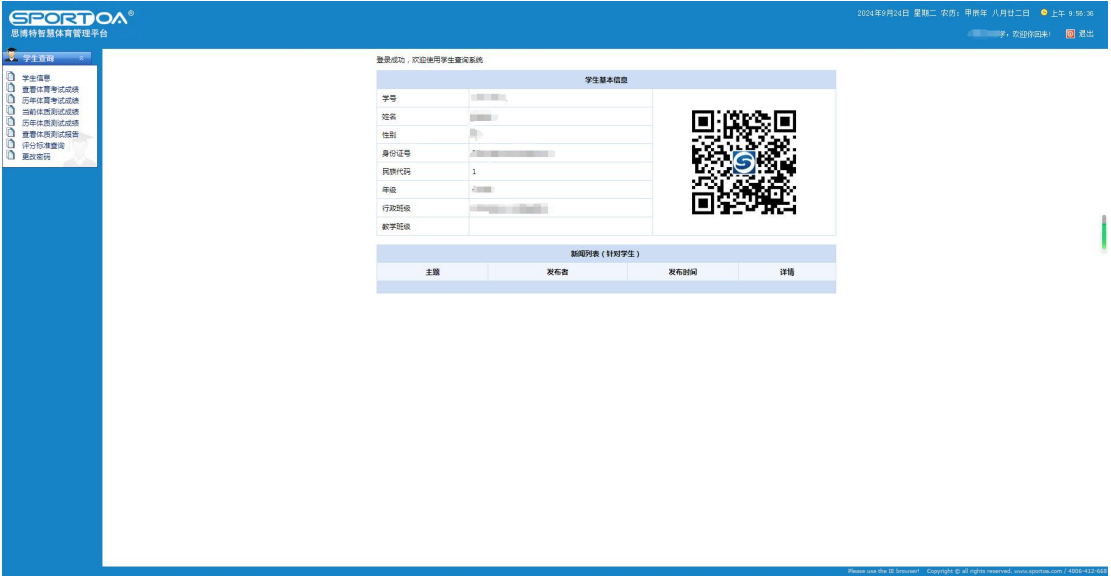 SPORTOA®
思博特智慧体育管理平台
2024年9月24日 星期二 农历：甲辰年 八月廿二日 上午 9:56:36
，欢迎你回来! 退出
学生查询
学生信息
查看体育考试成绩
历年体育考试成绩
当前体质测试成绩
历年体质测试成绩
查看体质测试报告
评分标准查询
更改密码
登录成功，欢迎使用学生查询系统
学生基本信息
学号
姓名
性别
身份证号
民族代码 1
年级
行政班级
教学班级
新闻列表（针对学生）
主题 发布者 发布时间 详情
Please use the IE browser! Copyright © all rights reserved. www.sportoa.com / 4006-412-668